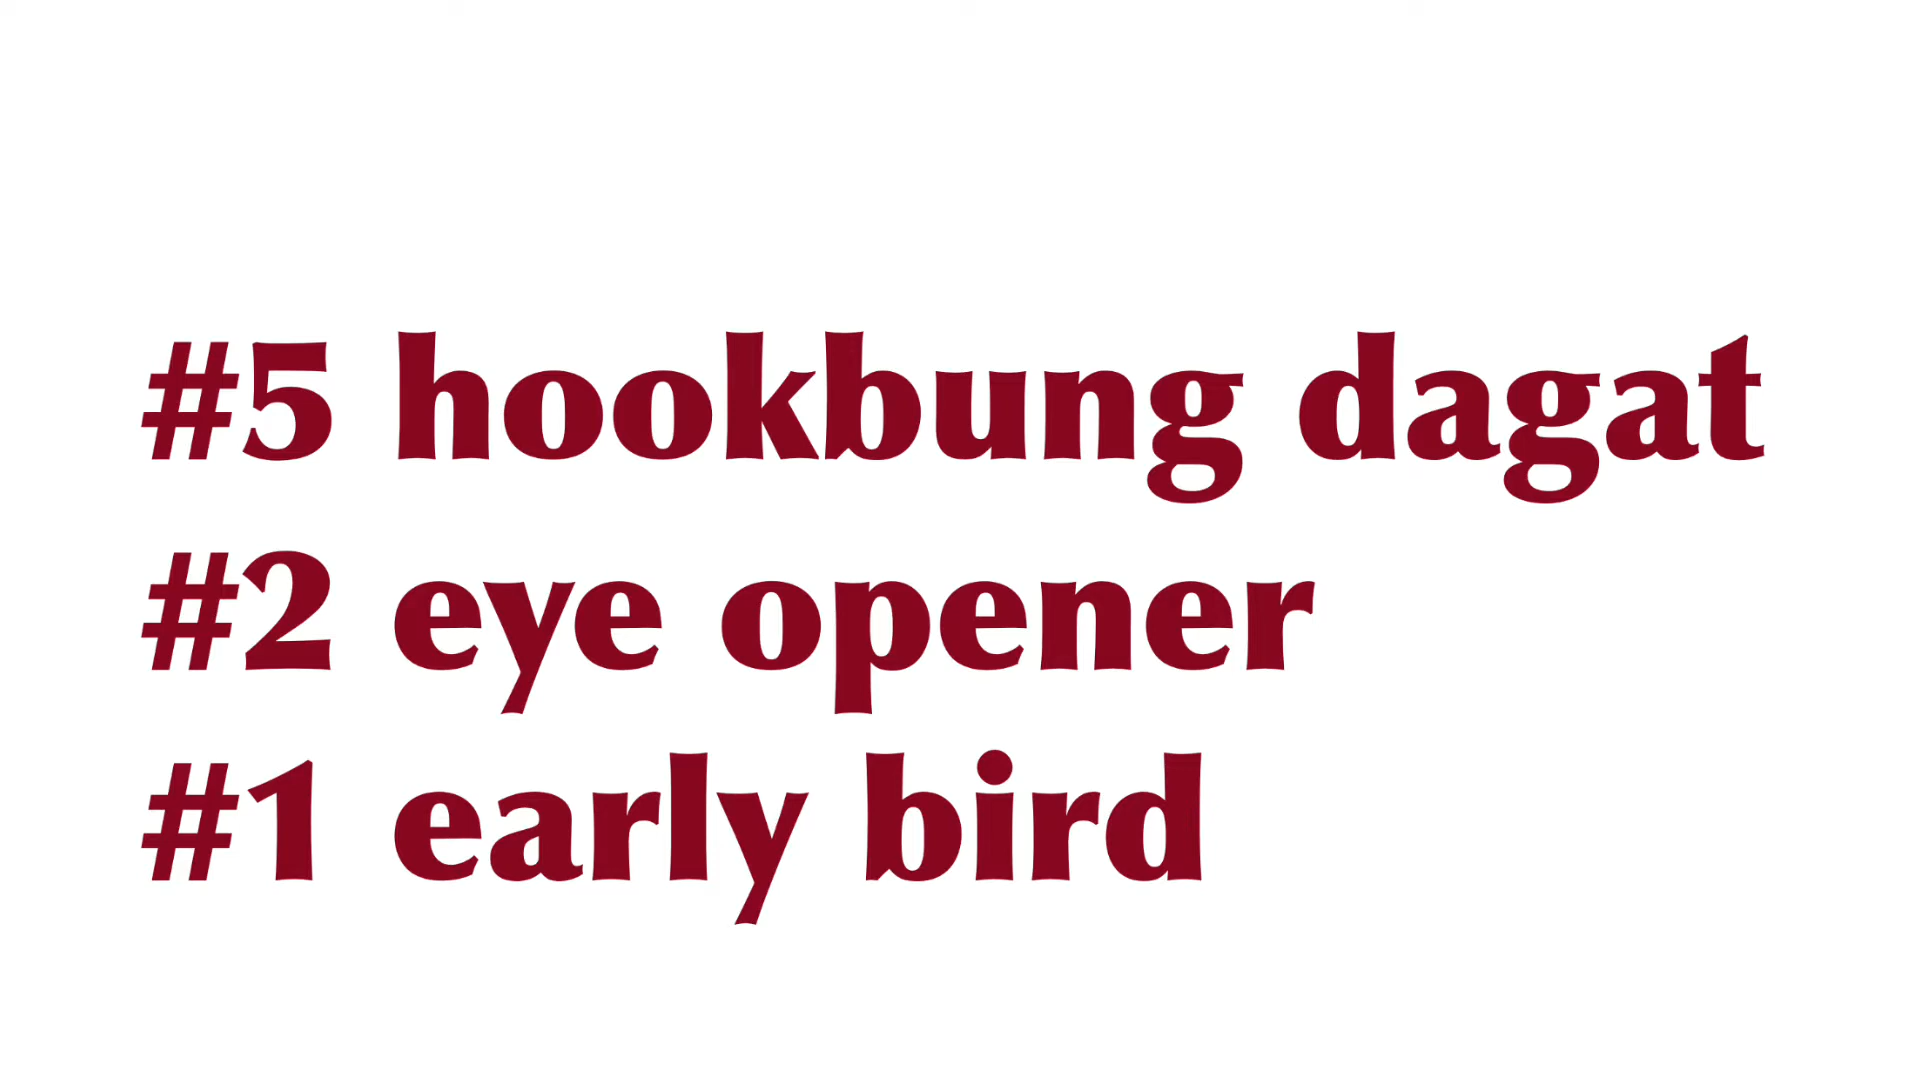 #5 hookbung dagat
#2 eye opener
#1 early bird